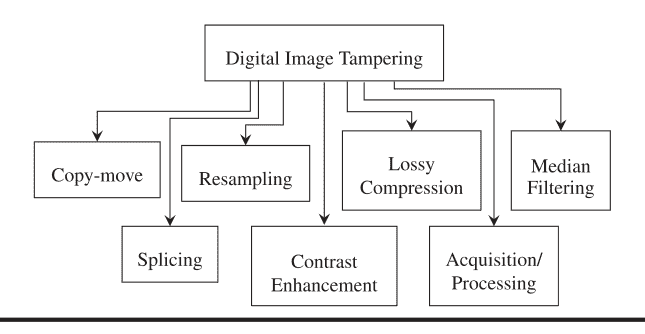 Digital Image Tampering
Copy-move
Resampling
Lossy
Compression
Median
Filtering
Splicing
Contrast
Enhancement
Acquisition/
Processing